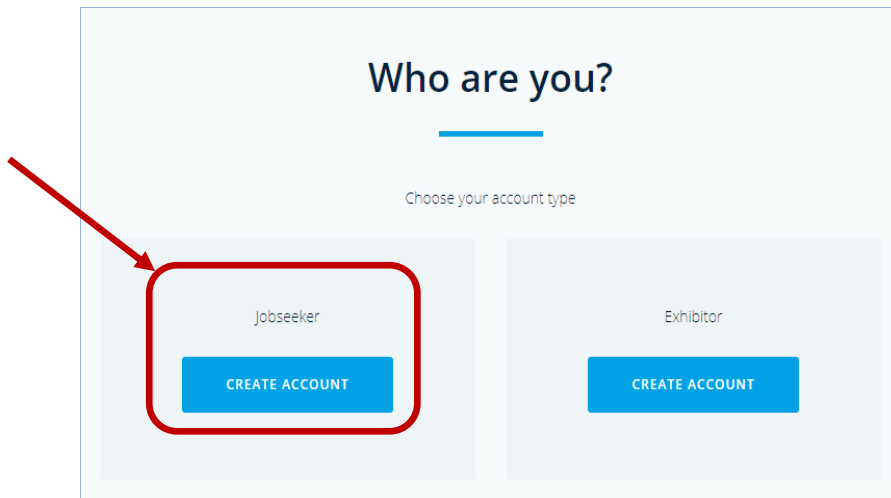 Who are you?
Choose your account type
Jobseeker
CREATE ACCOUNT
Exhibitor
CREATE ACCOUNT